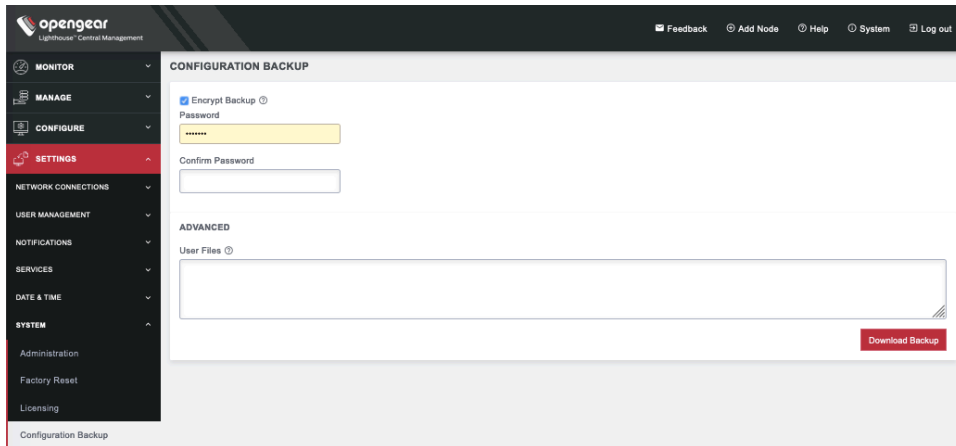 opengear
Lighthouse™ Central Management
Feedback
Add Node
Help
System
Log out
MONITOR
MANAGE
CONFIGURE
SETTINGS
NETWORK CONNECTIONS
USER MANAGEMENT
NOTIFICATIONS
SERVICES
DATE & TIME
SYSTEM
Administration
Factory Reset
Licensing
Configuration Backup
CONFIGURATION BACKUP
Encrypt Backup
Password
•••••••
Confirm Password
ADVANCED
User Files
Download Backup